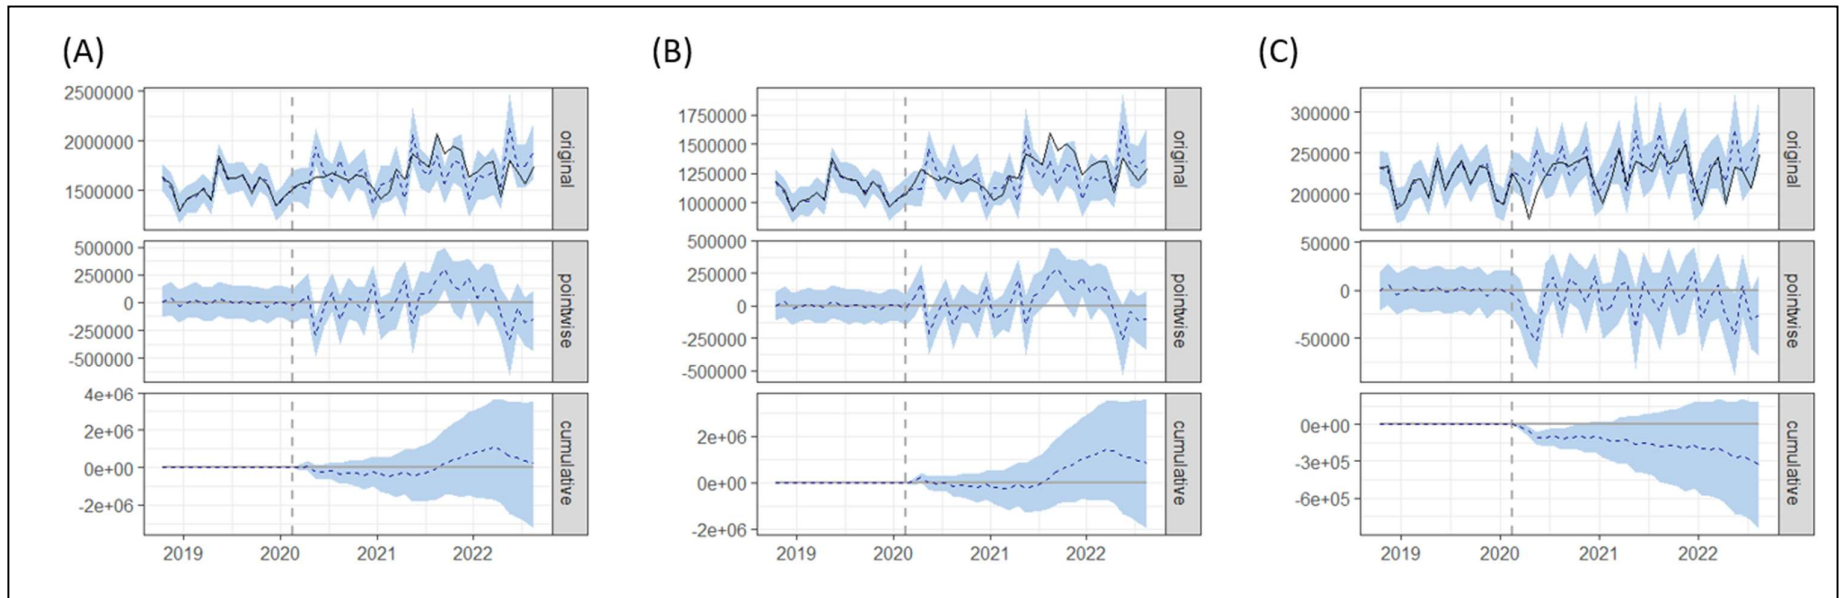 (A)
2500000
2000000
1500000
original
500000
250000
0
-250000
-500000
pointwise
4e+06
2e+06
0e+00
-2e+06
cumulative
2019 2020 2021 2022
(B)
1750000
1500000
1250000
1000000
original
500000
250000
0
-250000
-500000
pointwise
2e+06
0e+00
-2e+06
cumulative
2019 2020 2021 2022
(C)
300000
250000
200000
original
50000
0
-50000
pointwise
0e+00
-3e+05
-6e+05
cumulative
2019 2020 2021 2022